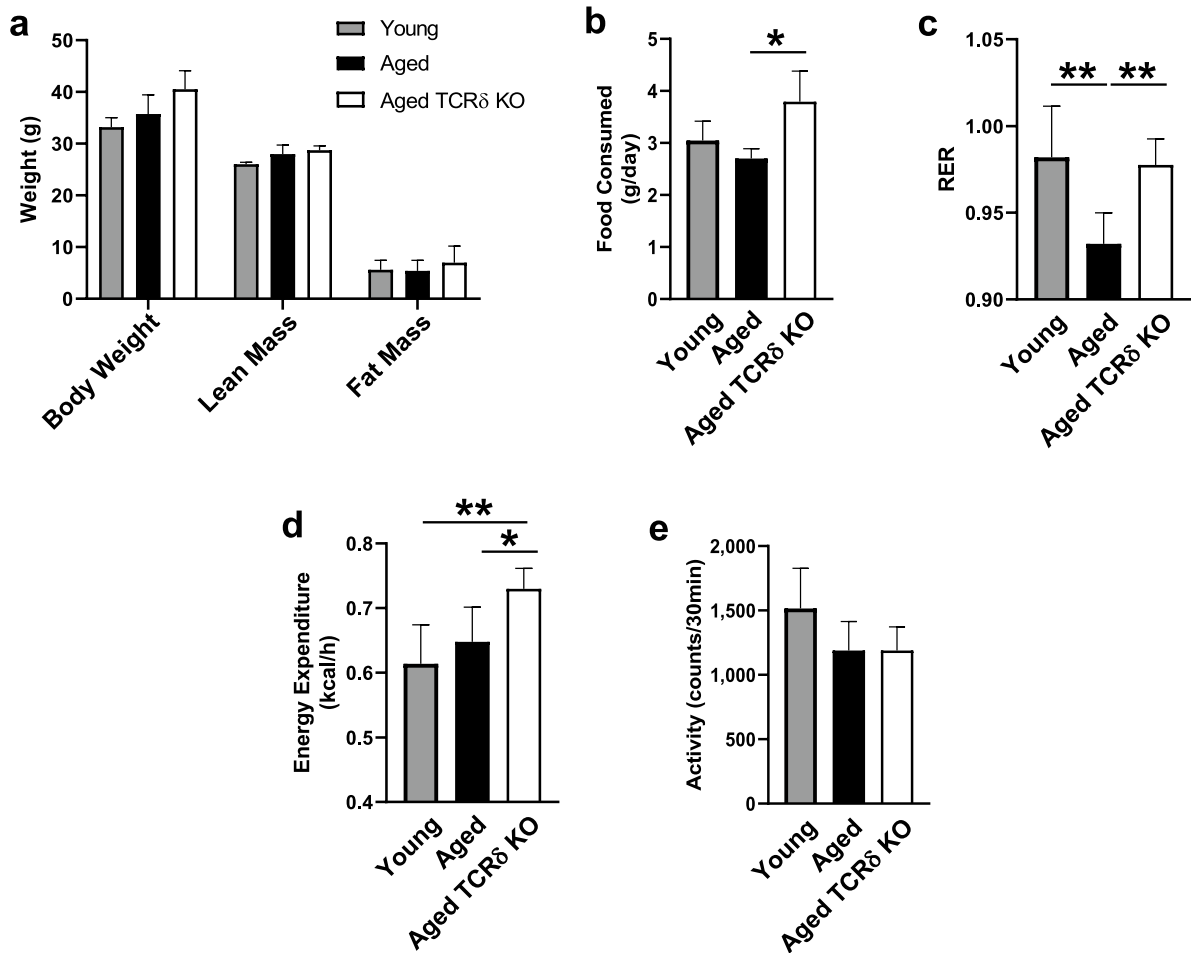 a
Weight (g)
50
40
30
20
10
0
Body Weight
Lean Mass
Fat Mass
Young
Aged
Aged TCRδ KO
b
Food Consumed
(g/day)
5
4
3
2
1
0
*
Young
Aged
Aged TCRδ KO
c
RER
1.05
1.00
0.95
0.90
** **
Young
Aged
Aged TCRδ KO
d
Energy Expenditure
(kcal/h)
0.8
0.7
0.6
0.5
0.4
**
*
Young
Aged
Aged TCRδ KO
e
Activity (counts/30min)
2,000
1,500
1,000
500
0
Young
Aged
Aged TCRδ KO